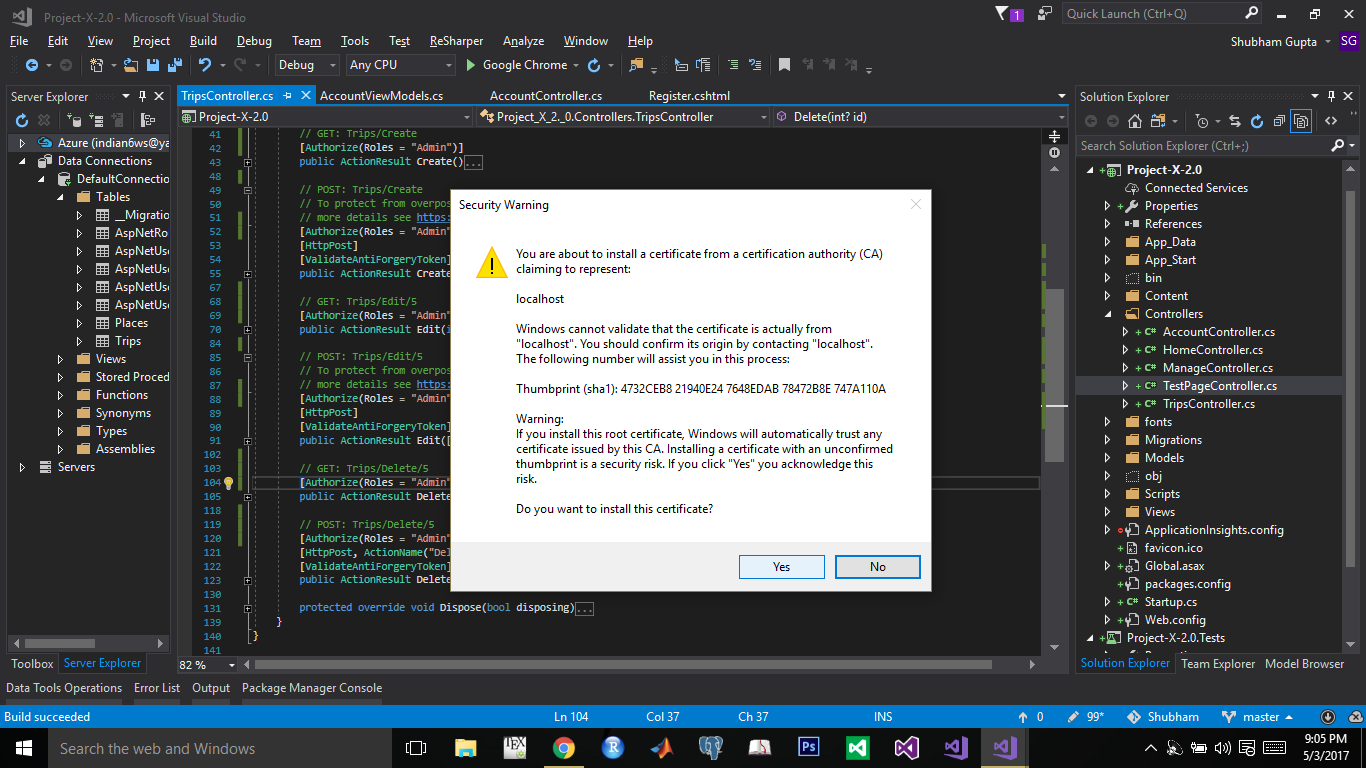 Project-X-2.0 - Microsoft Visual Studio
1
Quick Launch (Ctrl+Q)
File Edit View Project Build Debug Team Tools Test ReSharper Analyze Window Help
Shubham Gupta SG
Debug Any CPU Google Chrome
Server Explorer
Azure (indian6ws@ya
Data Connections
DefaultConnectio
Tables
__Migratio
AspNetRo
AspNetUse
AspNetUse
AspNetUse
AspNetUse
Places
Trips
Views
Stored Proced
Functions
Synonyms
Types
Assemblies
Servers
Toolbox Server Explorer
TripsController.cs AccountViewModels.cs AccountController.cs Register.cshtml
Project-X-2.0 Project_X_2._0.Controllers.TripsController Delete(int? id)
41 // GET: Trips/Create
42 [Authorize(Roles = "Admin")]
43 public ActionResult Create()...
48
49 // POST: Trips/Create
50 // To protect from overpos
51 // more details see https:
52 [Authorize(Roles = "Admin"
53 [HttpPost]
54 [ValidateAntiForgeryToken]
55 public ActionResult Create
67
68 // GET: Trips/Edit/5
69 [Authorize(Roles = "Admin"
70 public ActionResult Edit(i
84
85 // POST: Trips/Edit/5
86 // To protect from overpos
87 // more details see https:
88 [Authorize(Roles = "Admin"
89 [HttpPost]
90 [ValidateAntiForgeryToken]
91 public ActionResult Edit([
102
103 // GET: Trips/Delete/5
104 [Authorize(Roles = "Admin"
105 public ActionResult Delete
118
119 // POST: Trips/Delete/5
120 [Authorize(Roles = "Admin"
121 [HttpPost, ActionName("Del
122 [ValidateAntiForgeryToken]
123 public ActionResult Delete
130
131 protected override void Dispose(bool disposing)...
139 }
140 }
141
82 %
Security Warning
You are about to install a certificate from a certification authority (CA)
claiming to represent:
localhost
Windows cannot validate that the certificate is actually from
"localhost". You should confirm its origin by contacting "localhost".
The following number will assist you in this process:
Thumbprint (sha1): 4732CEB8 21940E24 7648EDAB 78472B8E 747A110A
Warning:
If you install this root certificate, Windows will automatically trust any
certificate issued by this CA. Installing a certificate with an unconfirmed
thumbprint is a security risk. If you click "Yes" you acknowledge this
risk.
Do you want to install this certificate?
Yes No
Solution Explorer
Search Solution Explorer (Ctrl+;)
Project-X-2.0
Connected Services
Properties
References
App_Data
App_Start
bin
Content
Controllers
C# AccountController.cs
C# HomeController.cs
C# ManageController.cs
C# TestPageController.cs
C# TripsController.cs
fonts
Migrations
Models
obj
Scripts
Views
ApplicationInsights.config
favicon.ico
Global.asax
packages.config
C# Startup.cs
Web.config
Project-X-2.0.Tests
Solution Explorer Team Explorer Model Browser
Data Tools Operations Error List Output Package Manager Console
Build succeeded Ln 104 Col 37 Ch 37 INS 0 99* Shubham master
Search the web and Windows
TEX
R
Ps
9:05 PM
5/3/2017